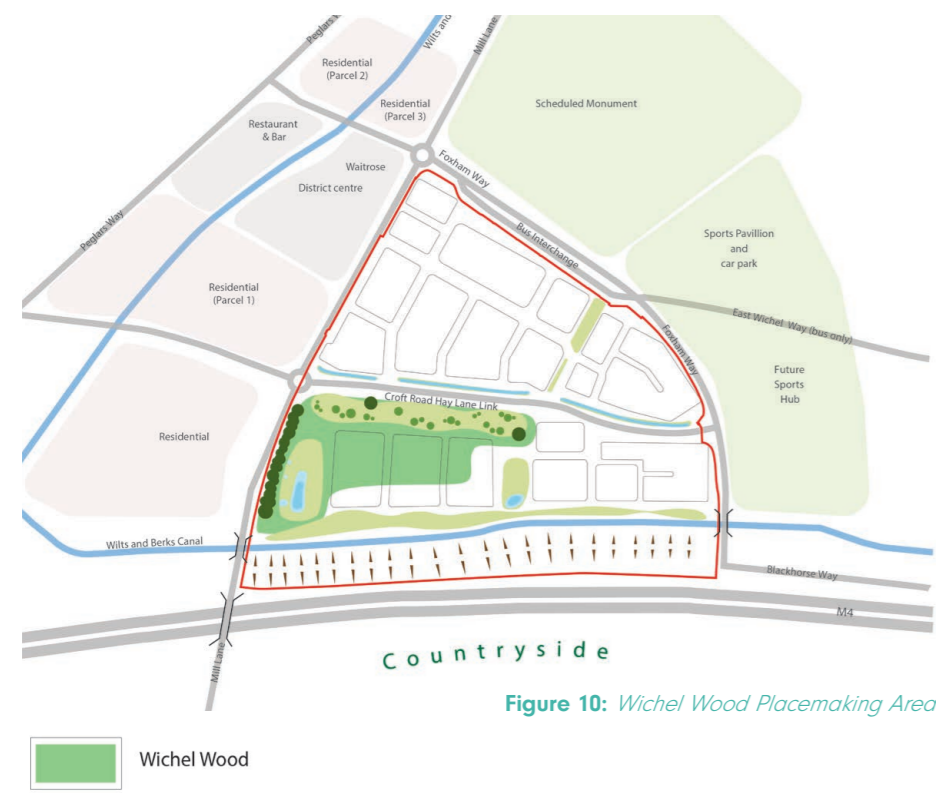 Peglars Way
Wilts and
Mill Lane
Residential
(Parcel 2)
Residential
(Parcel 3)
Scheduled Monument
Restaurant
& Bar
Waitrose
District centre
Foxham Way
Bus Interchange
Peglars Way
Sports Pavillion
and
car park
Residential
(Parcel 1)
East Wichel Way (bus only)
Foxham Way
Future
Sports
Hub
Croft Road Hay Lane Link
Residential
Wilts and Berks Canal
Blackhorse Way
M4
Countryside
Mill Lane
Figure 10: Wichel Wood Placemaking Area
Wichel Wood